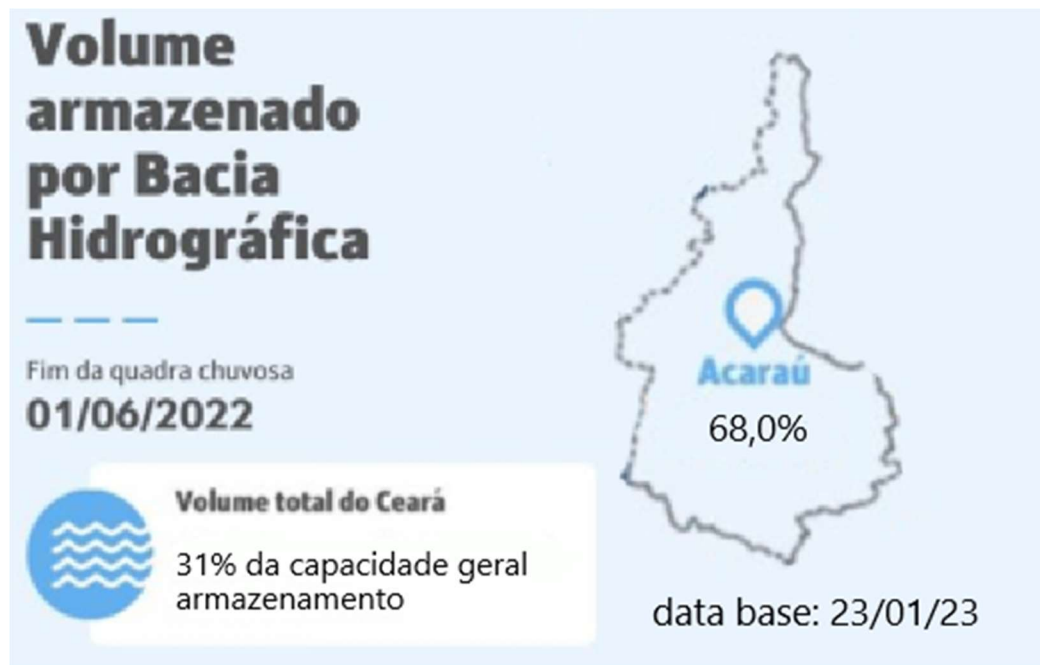 Volume
armazenado
por Bacia
Hidrográfica
Fim da quadra chuvosa
01/06/2022
Volume total do Ceará
31% da capacidade geral
armazenamento
Acaraú
68,0%
data base: 23/01/23